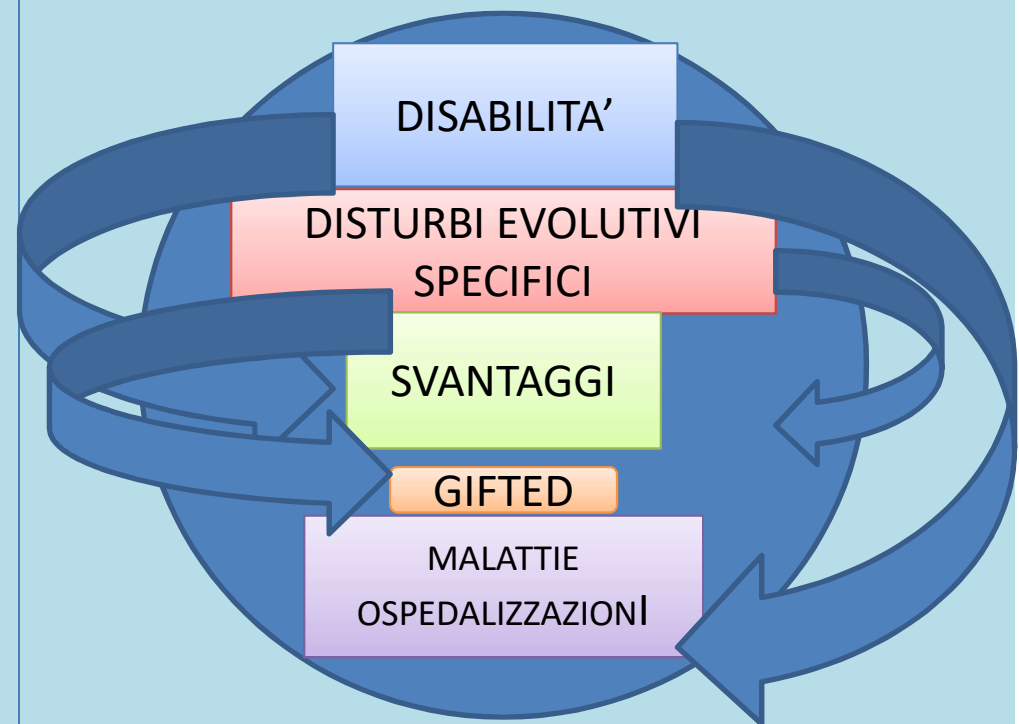 DISABILITA’
DISTURBI EVOLUTIVI
SPECIFICI
SVANTAGGI
GIFTED
MALATTIE
OSPEDALIZZAZIONI